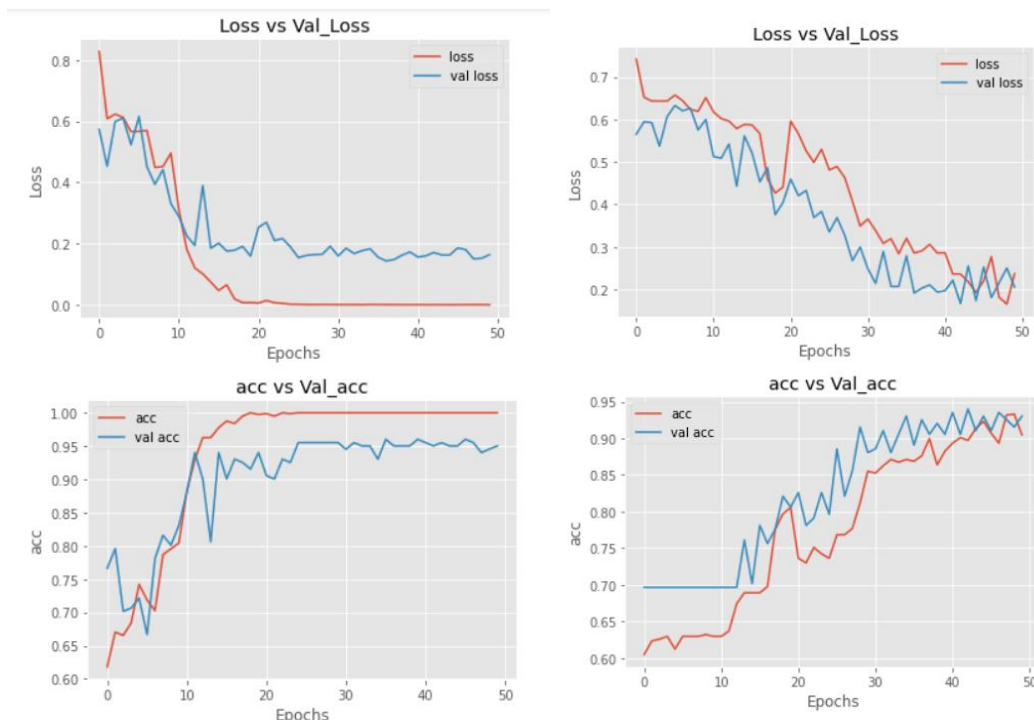 Loss vs Val_Loss
loss
val loss
Loss
0.8
0.6
0.4
0.2
0.0
0 10 20 30 40 50
Epochs
Loss vs Val_Loss
loss
val loss
Loss
0.7
0.6
0.5
0.4
0.3
0.2
0 10 20 30 40 50
Epochs
acc vs Val_acc
acc
val acc
acc
1.00
0.95
0.90
0.85
0.80
0.75
0.70
0.65
0.60
0 10 20 30 40 50
Epochs
acc vs Val_acc
acc
val acc
acc
0.95
0.90
0.85
0.80
0.75
0.70
0.65
0.60
0 10 20 30 40 50
Epochs